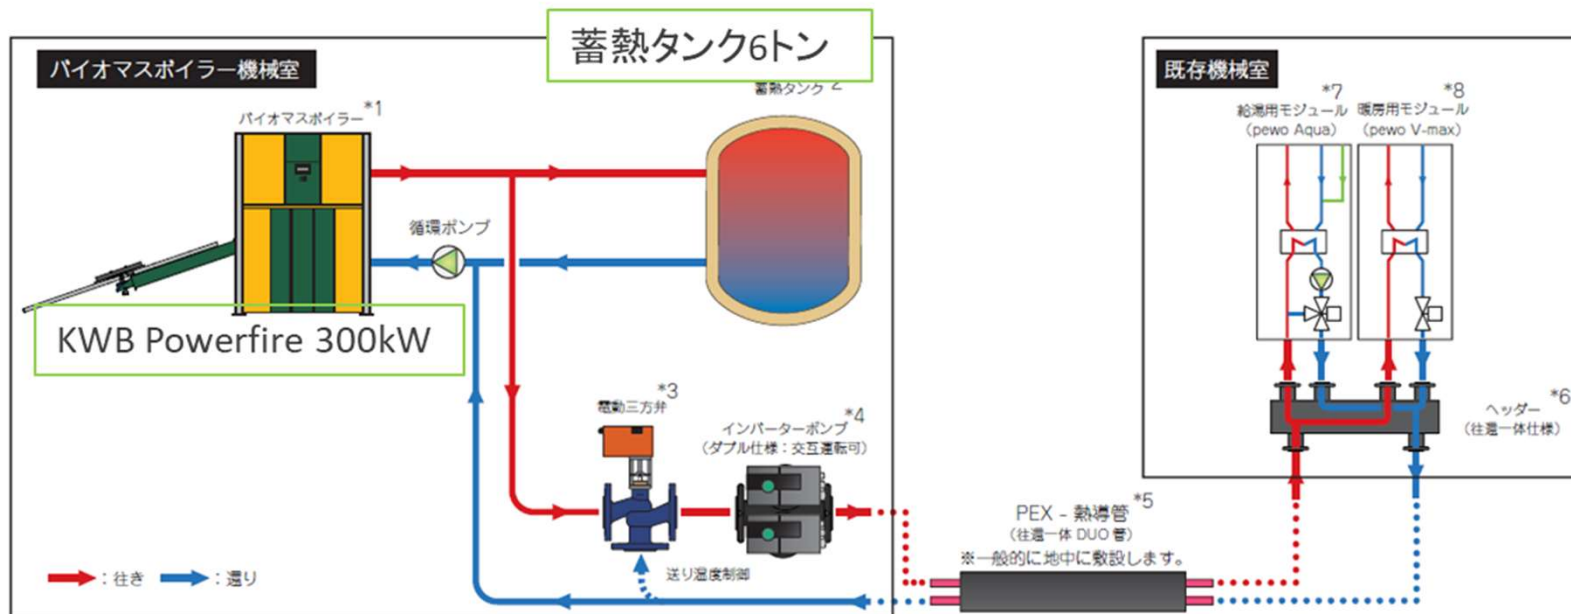 蓄熱タンク6トン
バイオマスボイラー機械室
既存機械室
バイオマスボイラー*1
蓄熱タンク 2
*7
給湯用モジュール
(pewo Aqua)
*8
暖房用モジュール
(pewo V-max)
循環ポンプ
KWB Powerfire 300kW
電動三方弁*3
インバーターポンプ*4
(ダブル仕様：交互運転可)
ヘッダー*6
(往還一体仕様)
PEX - 熱導管*5
(往還一体 DUO 管)
※一般的に地中に敷設します。
送り温度制御
：往き
：還り